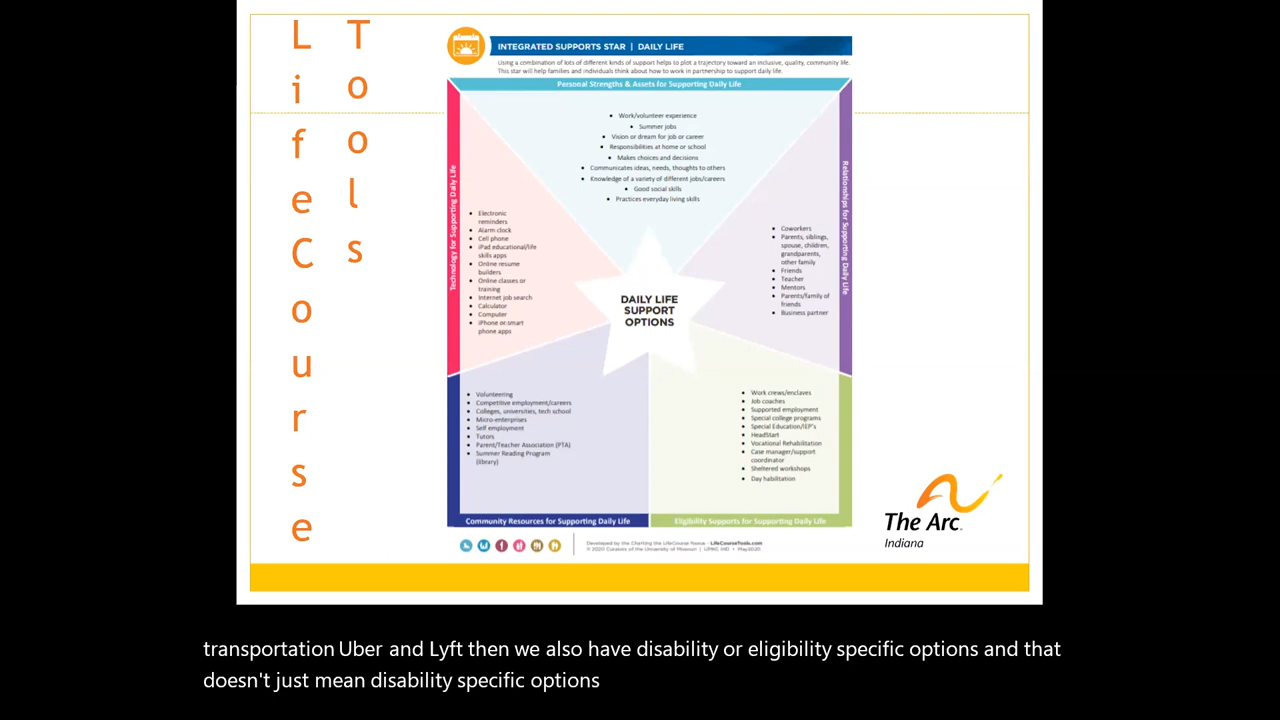 LifeCourse
Tools
INTEGRATED SUPPORTS STAR | DAILY LIFE
Using a combination of lots of different kinds of support helps to plot a trajectory toward an inclusive, quality, community life.
This star will help families and individuals think about how to work in partnership to support daily life.
Personal Strengths & Assets for Supporting Daily Life
• Work/volunteer experience
• Summer jobs
• Vision or dream for job or career
• Responsibilities at home or school
• Makes choices and decisions
• Communicates ideas, needs, thoughts to others
• Knowledge of a variety of different jobs/careers
• Good social skills
• Practices everyday living skills
Technology for Supporting Daily Life
• Electronic
reminders
• Alarm clock
• Cell phone
• iPad educational/life
skills apps
• Online resume
builders
• Online classes or
training
• Internet job search
• Calculator
• Computer
• iPhone or smart
phone apps
DAILY LIFE
SUPPORT
OPTIONS
Relationships for Supporting Daily Life
• Coworkers
• Parents, siblings,
spouse, children,
grandparents,
other family
• Friends
• Teacher
• Mentors
• Parents/family of
friends
• Business partner
• Volunteering
• Competitive employment/careers
• Colleges, universities, tech school
• Micro-enterprises
• Self employment
• Tutors
• Parent/Teacher Association (PTA)
• Summer Reading Program
(library)
Community Resources for Supporting Daily Life
• Work crews/enclaves
• Job coaches
• Supported employment
• Special college programs
• Special Education/IEP's
• HeadStart
• Vocational Rehabilitation
• Case manager/support
coordinator
• Sheltered workshops
• Day habilitation
Eligibility Supports for Supporting Daily Life
Developed by the Charting the LifeCourse Nexus - LifeCourseTools.com
© 2020 Curators of the University of Missouri | UMKC IHD • May2020
The Arc
Indiana
transportation Uber and Lyft then we also have disability or eligibility specific options and that
doesn't just mean disability specific options